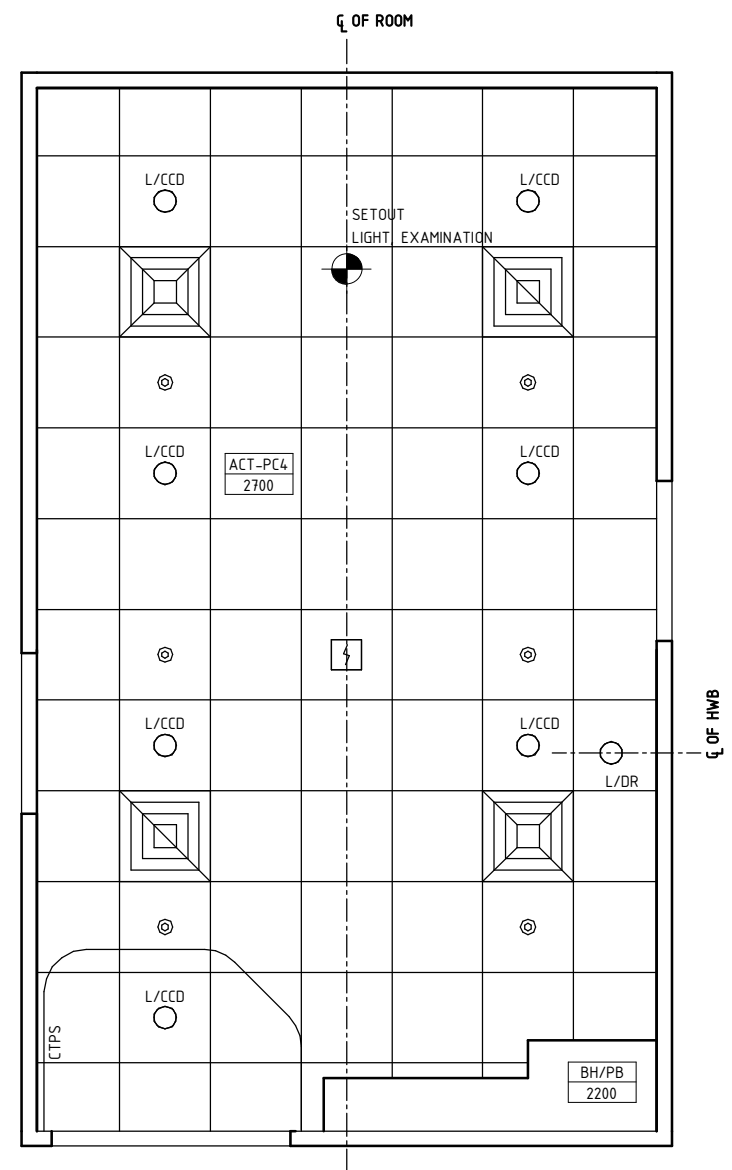 ℄ OF ROOM
L/CCD
L/CCD
SETOUT
LIGHT, EXAMINATION
L/CCD
ACT-PC4
2700
L/CCD
L/CCD
L/CCD
℄ OF HWB
L/DR
L/CCD
CTPS
BH/PB
2200